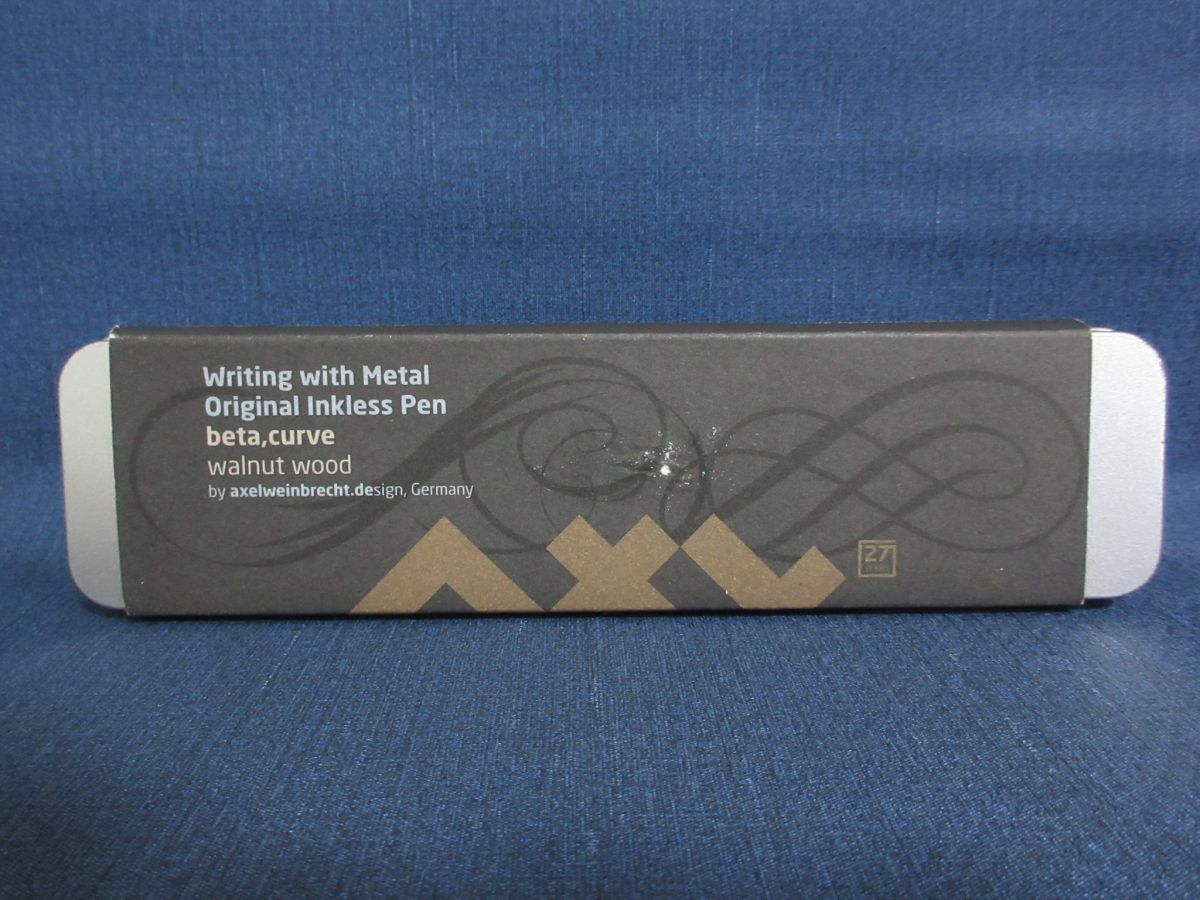 Writing with Metal
Original Inkless Pen
beta,curve
walnut wood
by axelweinbrecht.design, Germany
AXL
27